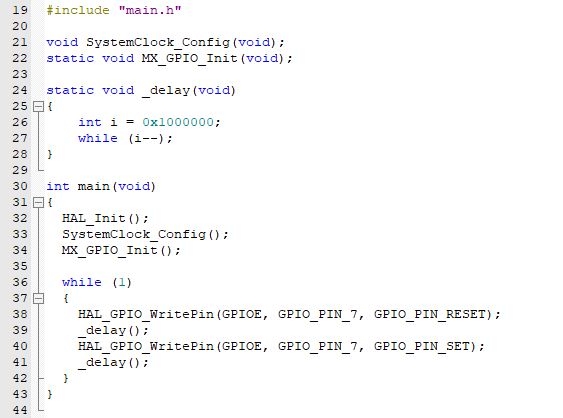 19 #include "main.h"
20
21 void SystemClock_Config(void);
22 static void MX_GPIO_Init(void);
23
24 static void _delay(void)
25 {
26     int i = 0x1000000;
27     while (i--);
28 }
29
30 int main(void)
31 {
32   HAL_Init();
33   SystemClock_Config();
34   MX_GPIO_Init();
35
36   while (1)
37   {
38     HAL_GPIO_WritePin(GPIOE, GPIO_PIN_7, GPIO_PIN_RESET);
39     _delay();
40     HAL_GPIO_WritePin(GPIOE, GPIO_PIN_7, GPIO_PIN_SET);
41     _delay();
42   }
43 }
44